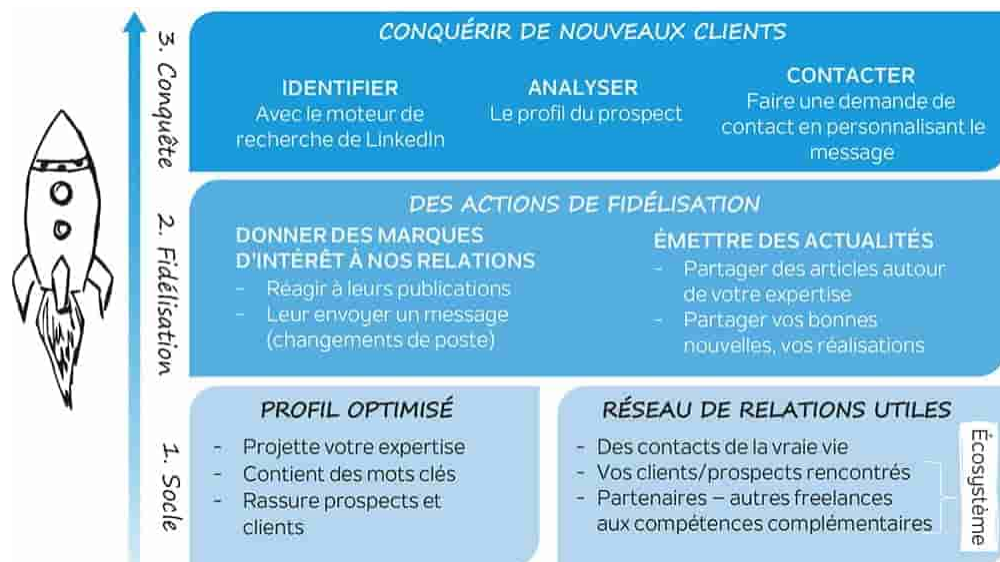 3. Conquête
CONQUÉRIR DE NOUVEAUX CLIENTS
IDENTIFIER
Avec le moteur de
recherche de LinkedIn
ANALYSER
Le profil du prospect
CONTACTER
Faire une demande de
contact en personnalisant le
message
2. Fidélisation
DES ACTIONS DE FIDÉLISATION
DONNER DES MARQUES
D'INTÉRÊT À NOS RELATIONS
- Réagir à leurs publications
- Leur envoyer un message
(changements de poste)
ÉMETTRE DES ACTUALITÉS
- Partager des articles autour
de votre expertise
- Partager vos bonnes
nouvelles, vos réalisations
1. Socle
PROFIL OPTIMISÉ
- Projette votre expertise
- Contient des mots clés
- Rassure prospects et
clients
RÉSEAU DE RELATIONS UTILES
- Des contacts de la vraie vie
- Vos clients/prospects rencontrés
- Partenaires – autres freelances
aux compétences complémentaires
Écosystème